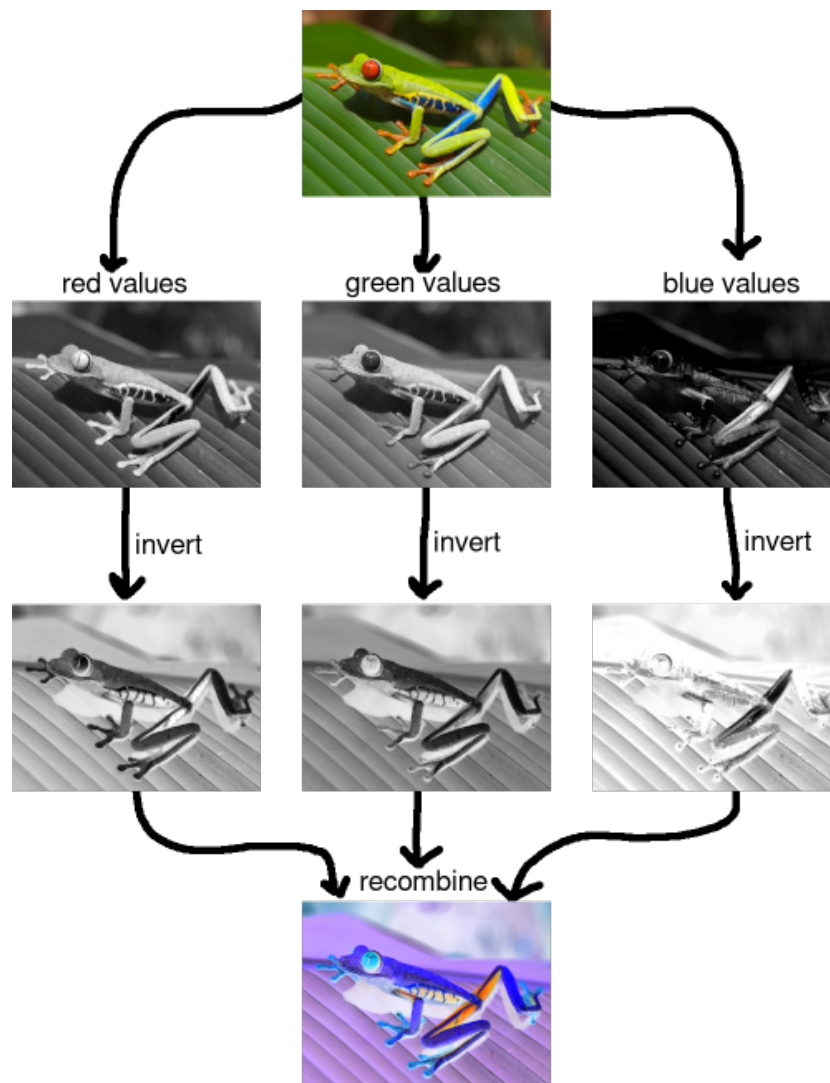 red values
green values
blue values
invert
invert
invert
recombine